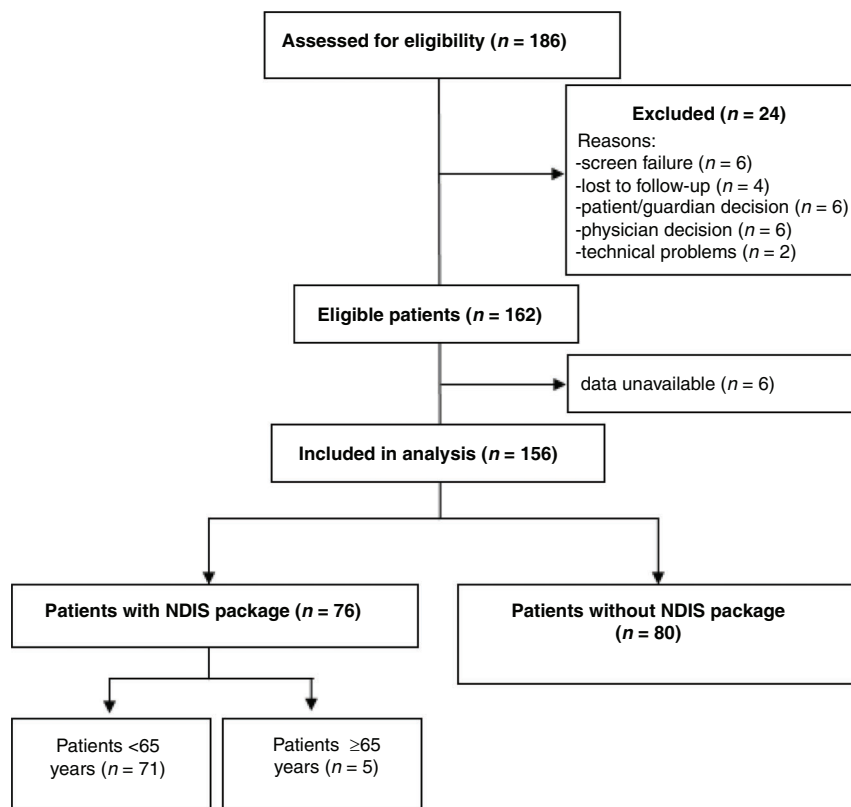 Assessed for eligibility (n = 186)
Excluded (n = 24)
Reasons:
-screen failure (n = 6)
-lost to follow-up (n = 4)
-patient/guardian decision (n = 6)
-physician decision (n = 6)
-technical problems (n = 2)
Eligible patients (n = 162)
data unavailable (n = 6)
Included in analysis (n = 156)
Patients with NDIS package (n = 76)
Patients without NDIS package
(n = 80)
Patients <65
years (n = 71)
Patients ≥65
years (n = 5)